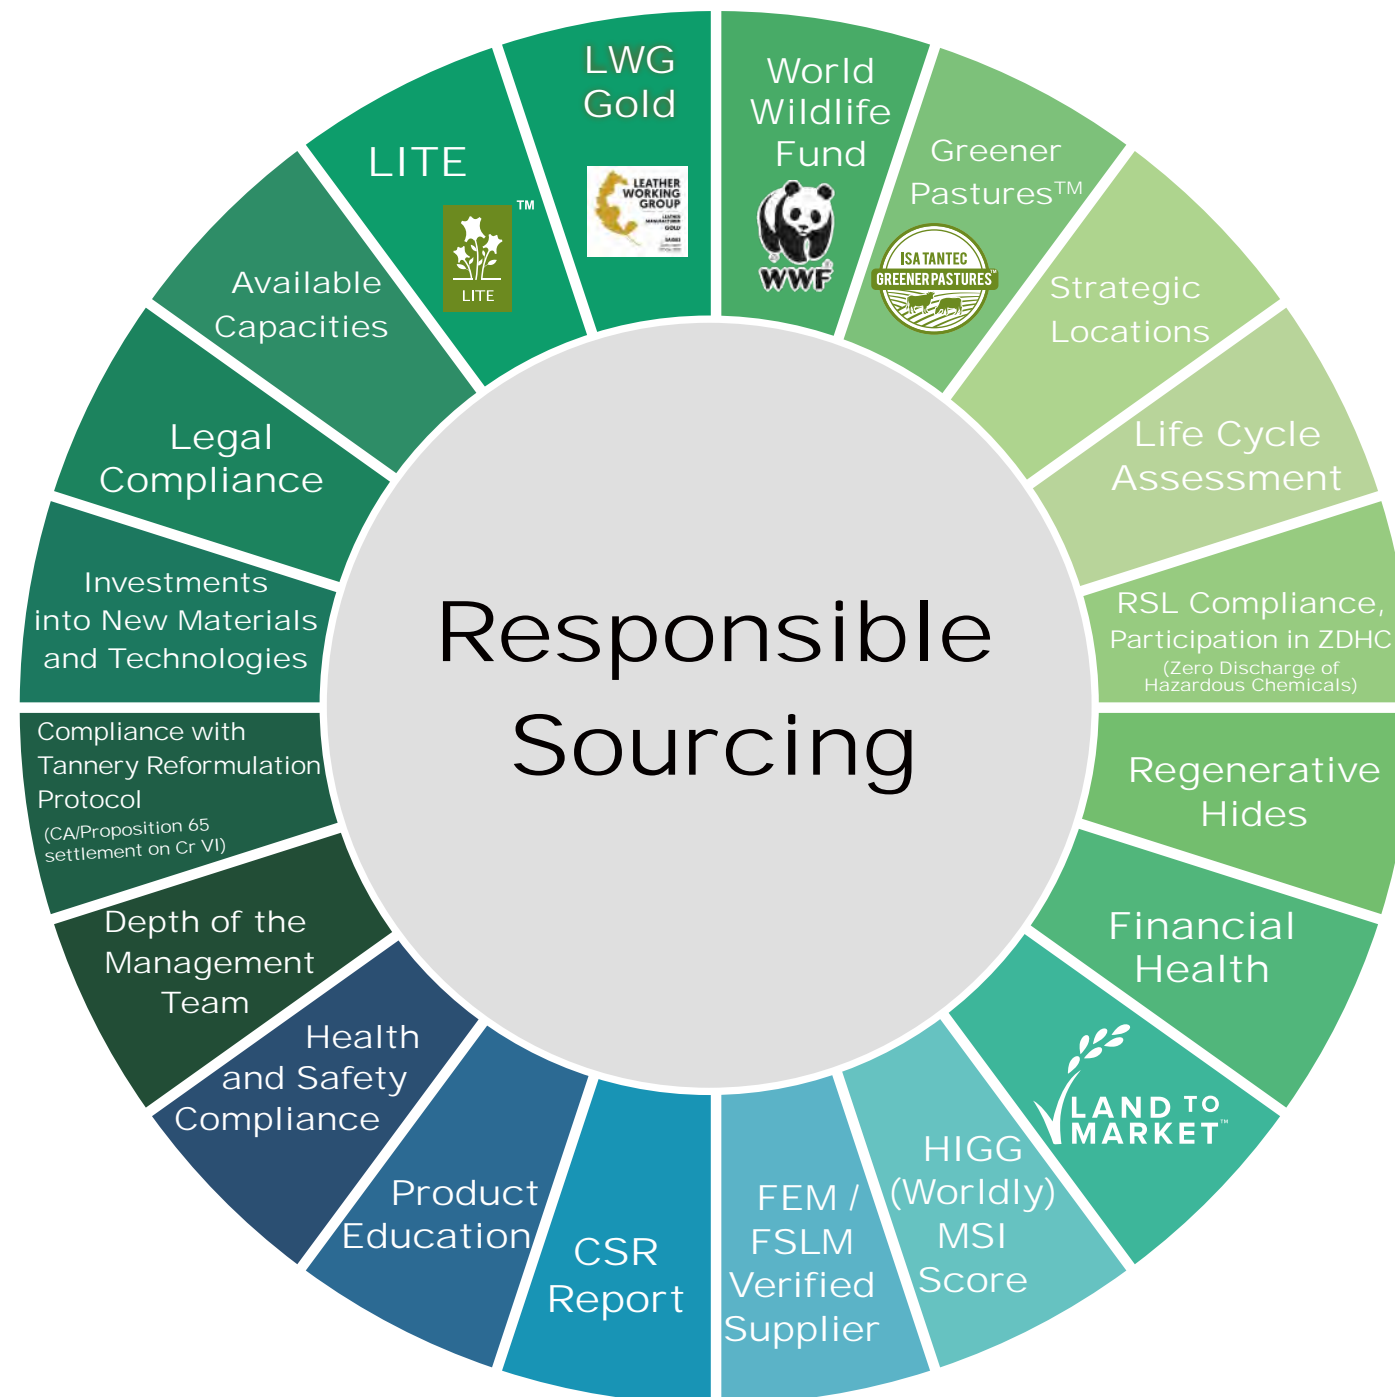 LWG
Gold
LEATHER
WORKING
GROUP
GOLD
World
Wildlife
Fund
WWF
Greener
Pastures™
ISA TANTEC
GREENER PASTURES™
Strategic
Locations
Life Cycle
Assessment
RSL Compliance,
Participation in ZDHC
(Zero Discharge of
Hazardous Chemicals)
Regenerative
Hides
Financial
Health
LAND TO
MARKET™
HIGG
(Worldly)
MSI
Score
FEM /
FSLM
Verified
Supplier
CSR
Report
Product
Education
Health
and Safety
Compliance
Depth of the
Management
Team
Compliance with
Tannery Reformulation
Protocol
(CA/Proposition 65
settlement on Cr VI)
Investments
into New Materials
and Technologies
Legal
Compliance
Available
Capacities
LITE
™
LITE
Responsible
Sourcing